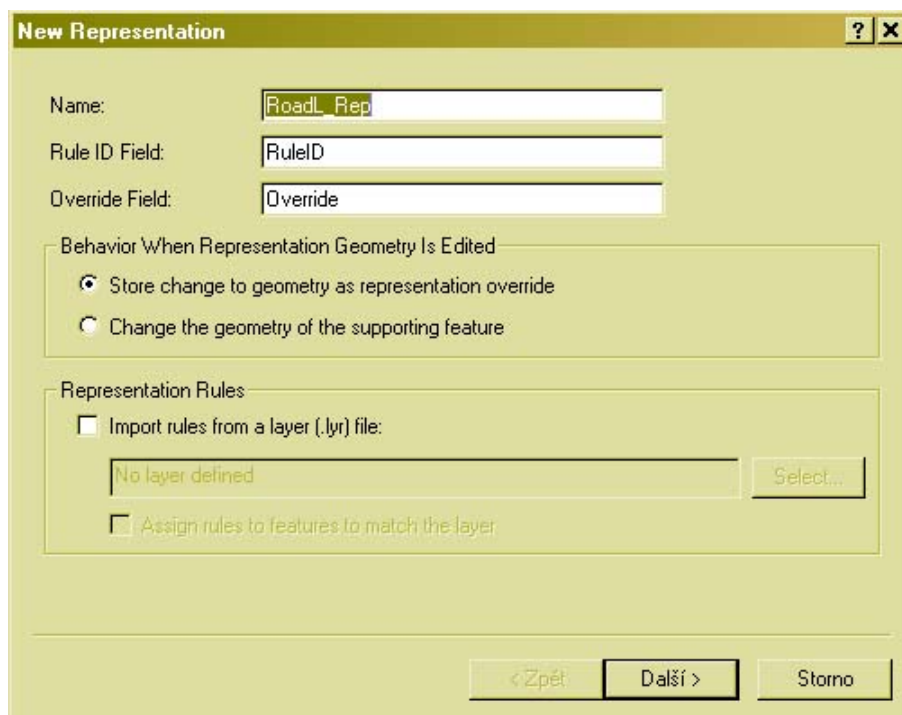 New Representation
Name:
RoadL_Rep
Rule ID Field:
RuleID
Override Field:
Override
Behavior When Representation Geometry Is Edited
Store change to geometry as representation override
Change the geometry of the supporting feature
Representation Rules
Import rules from a layer (.lyr) file:
No layer defined
Select...
Assign rules to features to match the layer
< Zpět
Další >
Storno